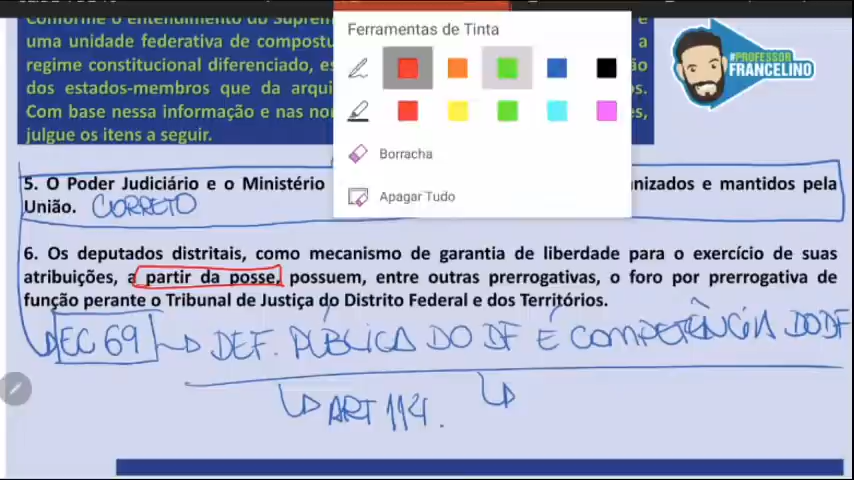 Conforme o entendimento do Suprem
uma unidade federativa de compostu
regime constitucional diferenciado, es
dos estados-membros que da arqui
Com base nessa informação e nas nor
julgue os itens a seguir.
a
ão
s.
es,
Ferramentas de Tinta
Borracha
Apagar Tudo
#PROFESSOR
FRANCELINO
5. O Poder Judiciário e o Ministério nizados e mantidos pela
União. CORRETO
6. Os deputados distritais, como mecanismo de garantia de liberdade para o exercício de suas
atribuições, a partir da posse, possuem, entre outras prerrogativas, o foro por prerrogativa de
função perante o Tribunal de Justiça do Distrito Federal e dos Territórios.
EC 69 DEF. PÚBLICA DO DF É COMPETÊNCIA DO DF
ART 114.